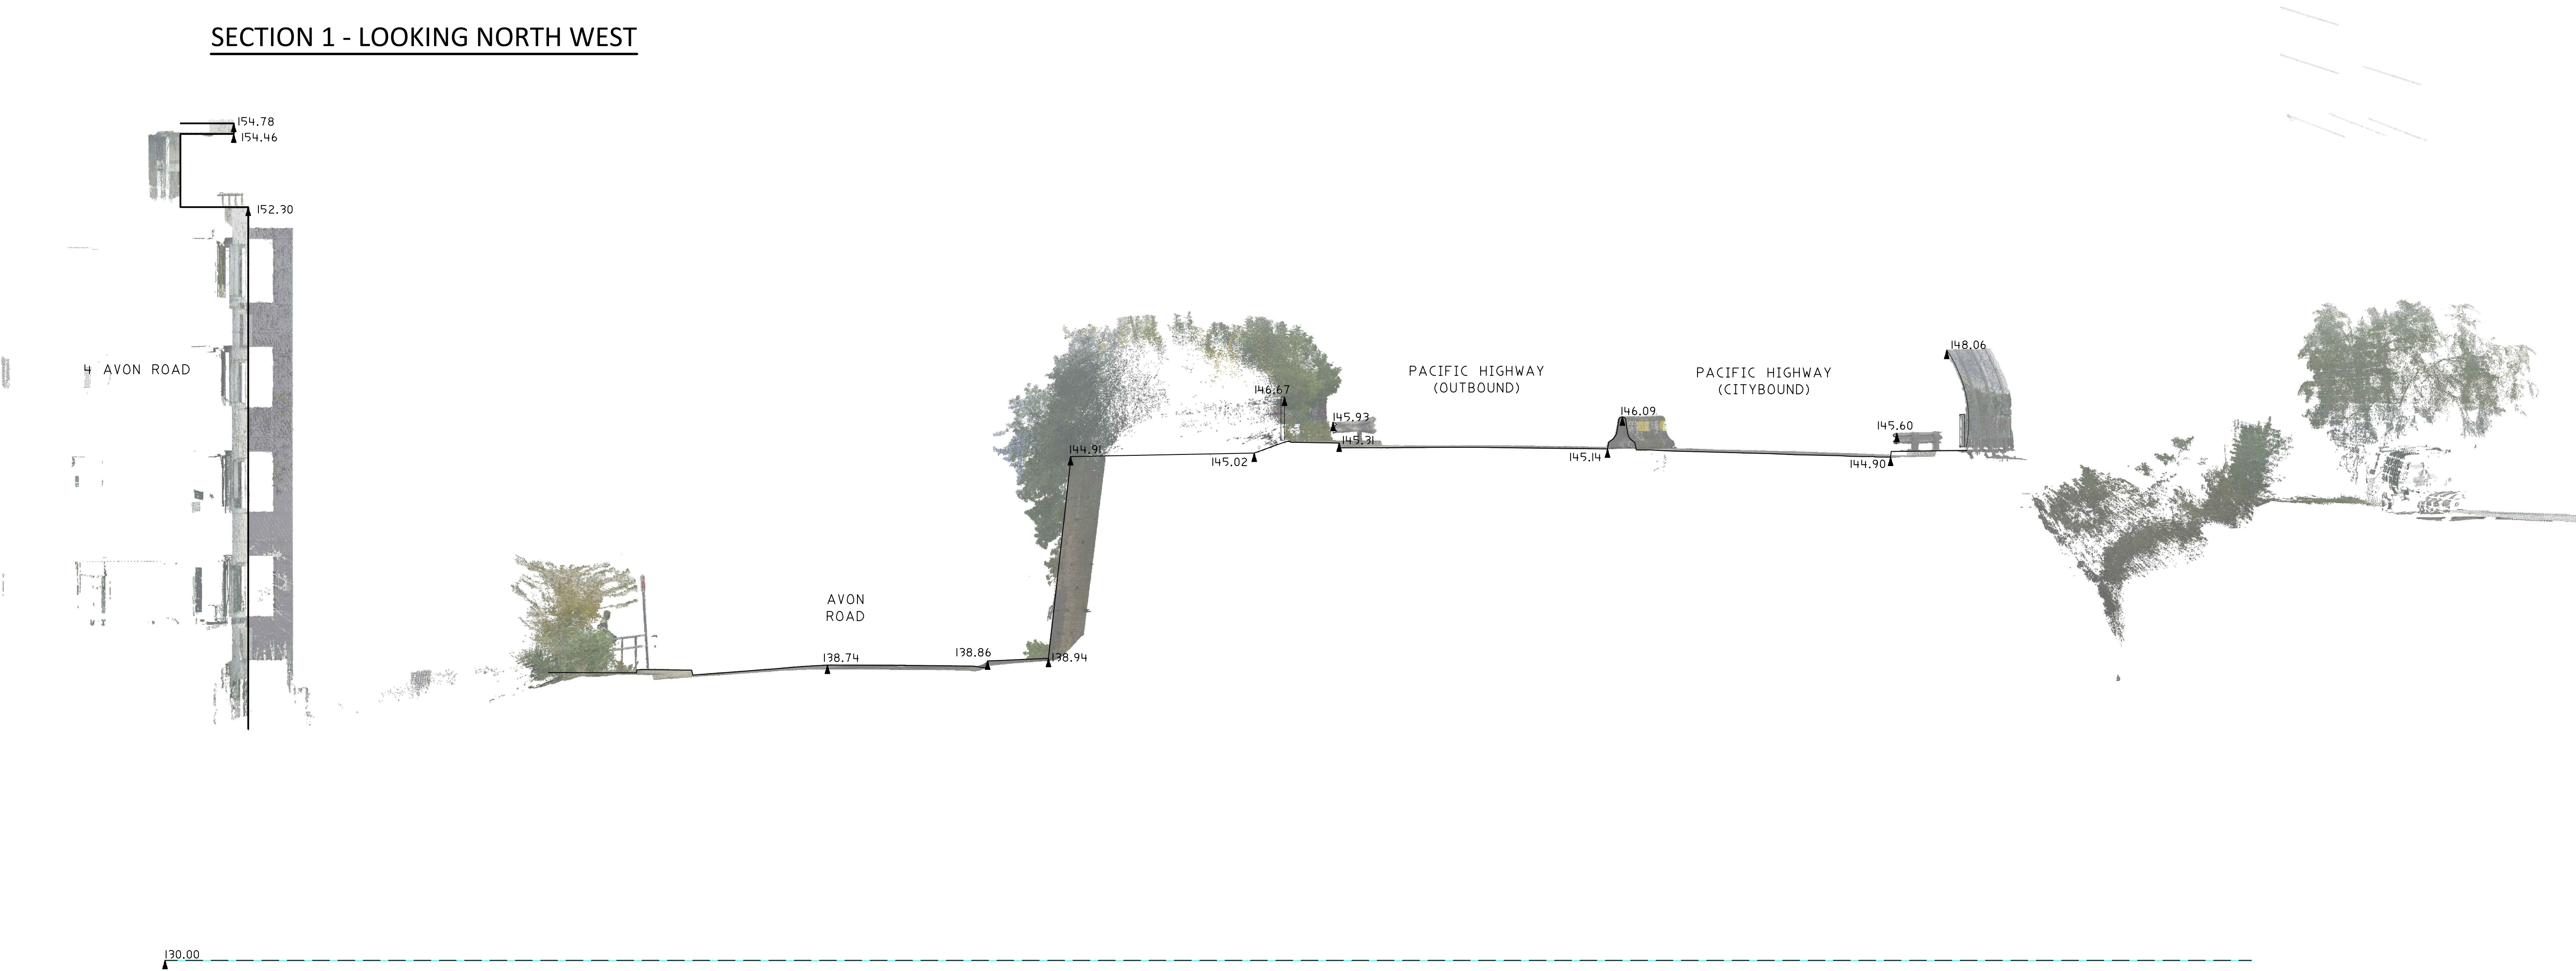 SECTION 1 - LOOKING NORTH WEST
154.78
154.46
152.30
4 AVON ROAD
AVON
ROAD
138.74
138.86
138.94
144.91
145.02
146.67
145.93
145.31
PACIFIC HIGHWAY
(OUTBOUND)
145.14
146.09
PACIFIC HIGHWAY
(CITYBOUND)
145.60
144.90
148.06
130.00